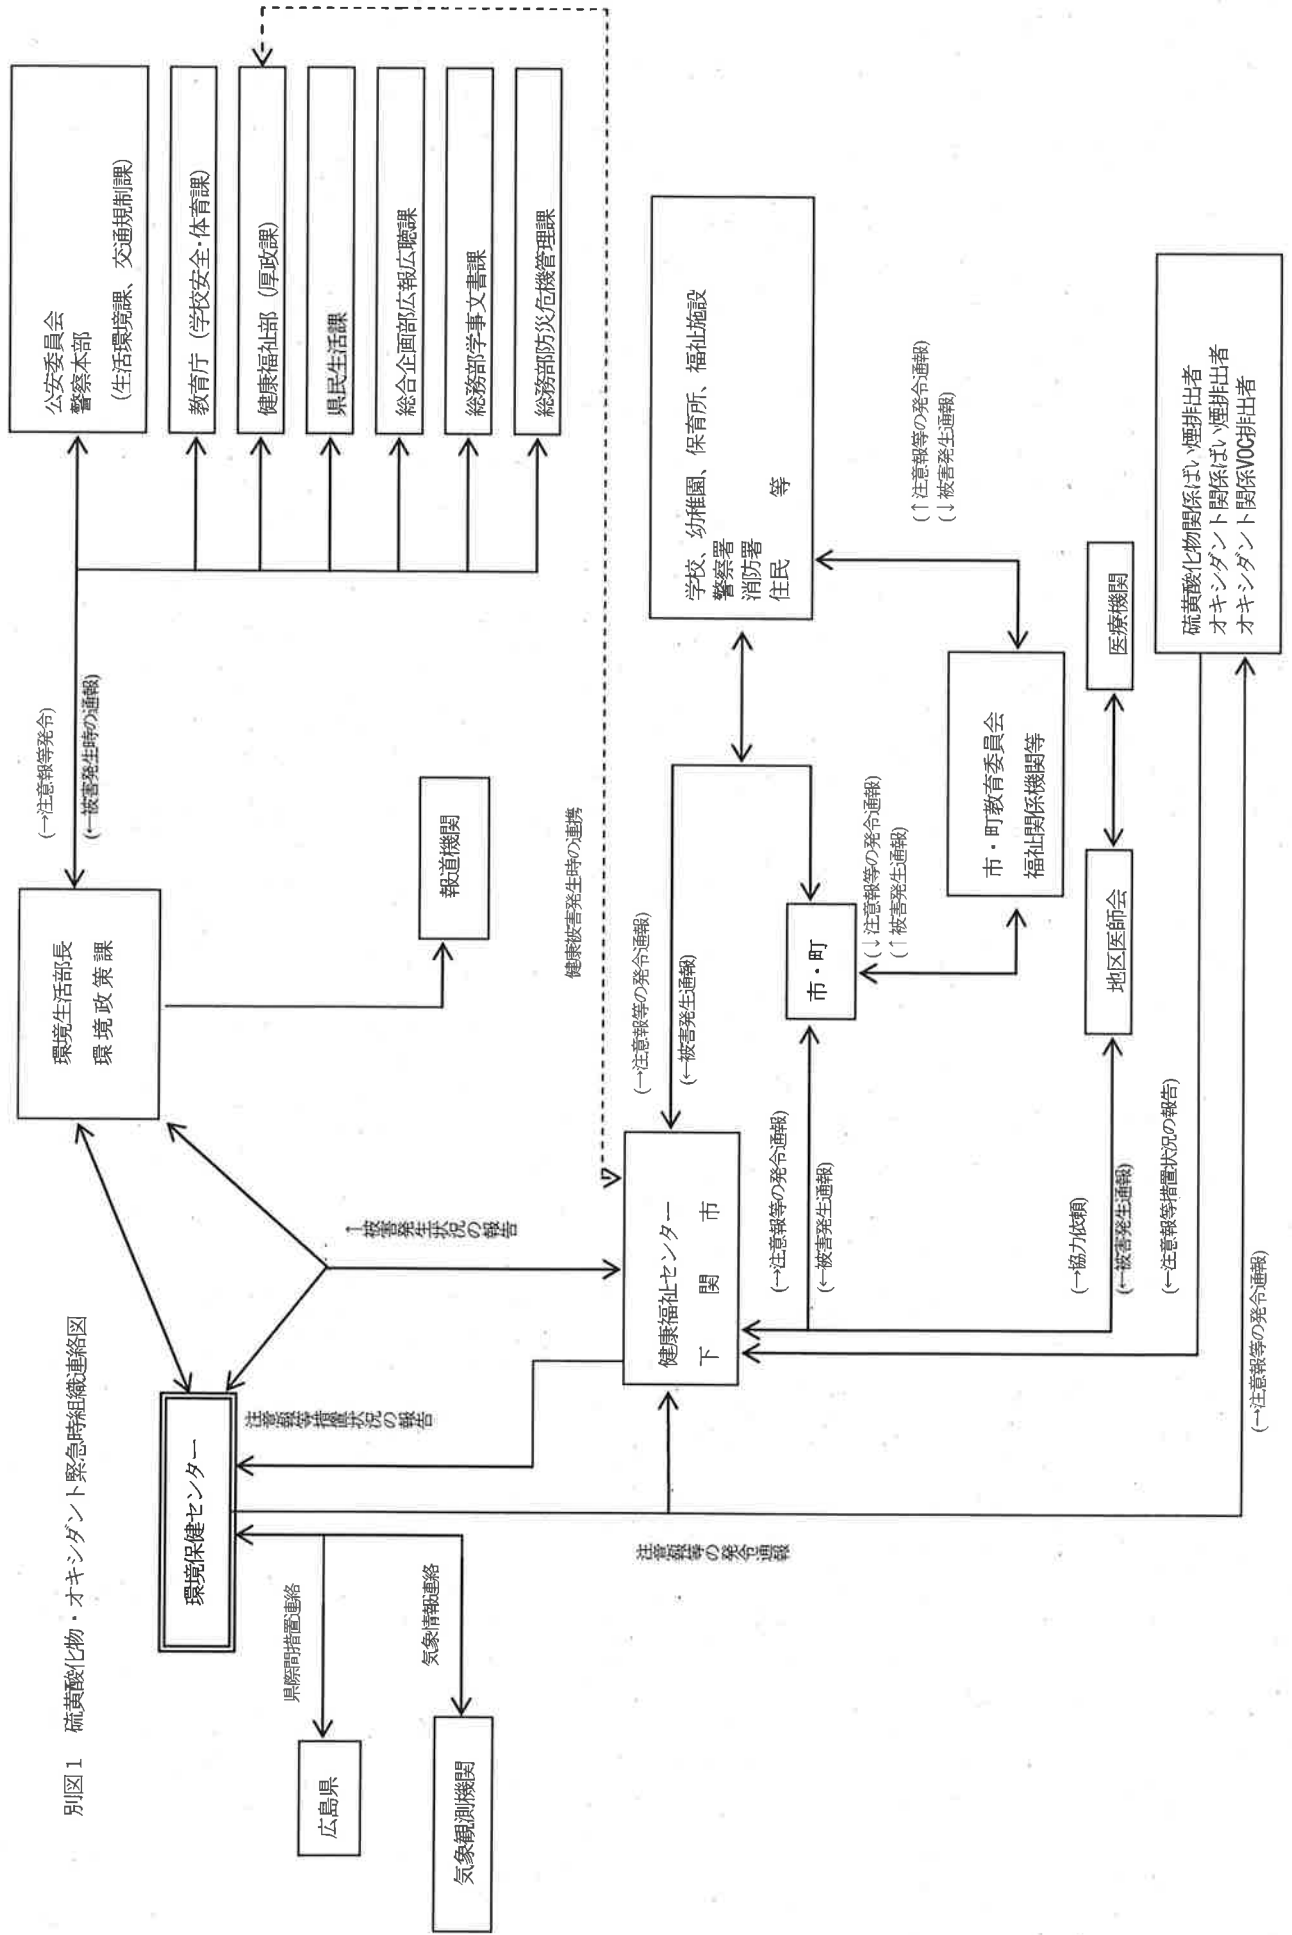 別図１　硫黄酸化物・オキシダント緊急時組織連絡図
環境保健センター
広島県
県際間措置連絡
気象観測機関
気象情報連絡
環境生活部長
環境政策課
(→注意報等発令)
(←被害発生時の通報)
公安委員会
警察本部
(生活環境課、交通規制課)
教育庁（学校安全・体育課）
健康福祉部（厚政課）
県民生活課
総合企画部広報広聴課
総務部学事文書課
総務部防災危機管理課
報道機関
↑被害発生状況の報告
注意報等措置状況の報告
健康被害発生時の連携
健康福祉センター
下関市
注意報等の発令通報
(→注意報等の発令通報)
(←被害発生通報)
学校、幼稚園、保育所、福祉施設
警察署
消防署
住民　　　等
(→注意報等の発令通報)
(←被害発生通報)
市・町
(↓注意報等の発令通報)
(↑被害発生通報)
市・町教育委員会
福祉関係機関等
(↑注意報等の発令通報)
(↓被害発生通報)
(→協力依頼)
(←被害発生通報)
地区医師会
医療機関
(←注意報等措置状況の報告)
(→注意報等の発令通報)
硫黄酸化物関係ばい煙排出者
オキシダント関係ばい煙排出者
オキシダント関係VOC排出者